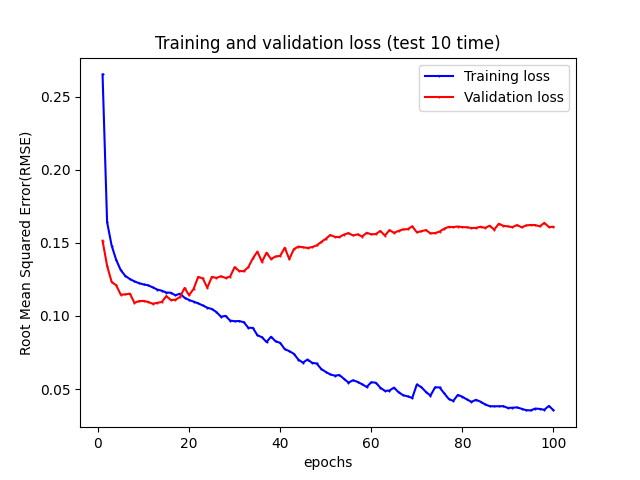 Training and validation loss (test 10 time)
Training loss
Validation loss
Root Mean Squared Error(RMSE)
0.25
0.20
0.15
0.10
0.05
0 20 40 60 80 100
epochs